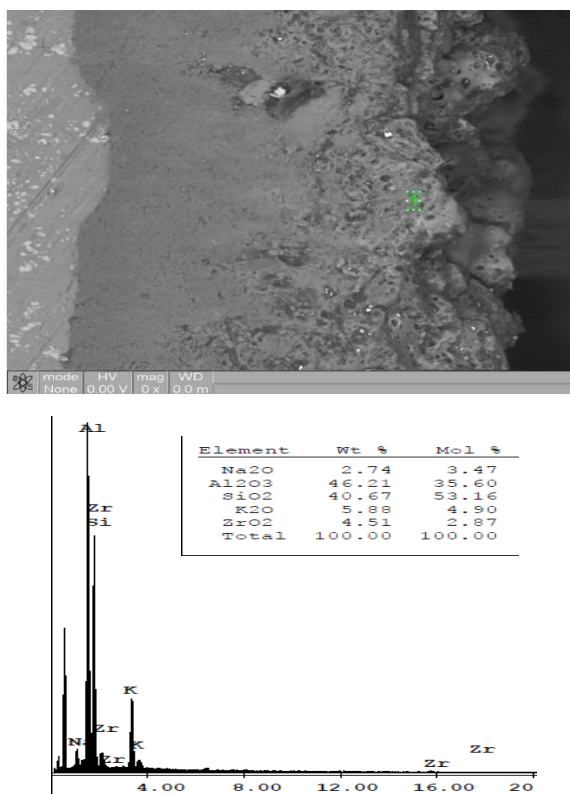 mode HV mag WD
None 0.00 V 0 x 0.0 m
Al
Zr
Si
Element Wt % Mol %
Na2O 2.74 3.47
Al2O3 46.21 35.60
SiO2 40.67 53.16
K2O 5.88 4.90
ZrO2 4.51 2.87
Total 100.00 100.00
K
Na
Zr
Zr
K
Zr
Zr
4.00 8.00 12.00 16.00 20